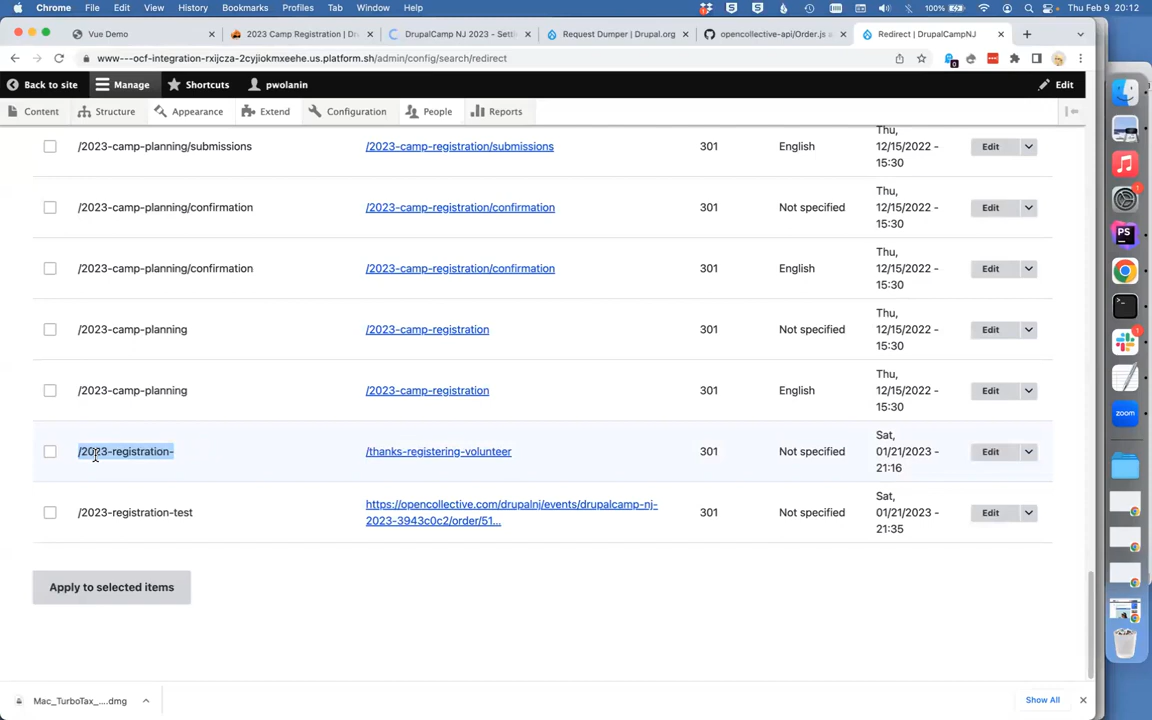 Chrome File Edit View History Bookmarks Profiles Tab Window Help 100% Thu Feb 9 20:12
Vue Demo 2023 Camp Registration | Dr DrupalCamp NJ 2023 - Setti Request Dumper | Drupal.org opencollective-api/Order.js a Redirect | DrupalCampNJ
www---ocf-integration-rxijcza-2cyjiokmxeehe.us.platform.sh/admin/config/search/redirect
Back to site Manage Shortcuts pwolanin Edit
Content Structure Appearance Extend Configuration People Reports
/2023-camp-planning/submissions /2023-camp-registration/submissions 301 English Thu, 12/15/2022 - 15:30 Edit
/2023-camp-planning/confirmation /2023-camp-registration/confirmation 301 Not specified Thu, 12/15/2022 - 15:30 Edit
/2023-camp-planning/confirmation /2023-camp-registration/confirmation 301 English Thu, 12/15/2022 - 15:30 Edit
/2023-camp-planning /2023-camp-registration 301 Not specified Thu, 12/15/2022 - 15:30 Edit
/2023-camp-planning /2023-camp-registration 301 English Thu, 12/15/2022 - 15:30 Edit
/2023-registration- /thanks-registering-volunteer 301 Not specified Sat, 01/21/2023 - 21:16 Edit
/2023-registration-test https://opencollective.com/drupalnj/events/drupalcamp-nj-2023-3943c0c2/order/51... 301 Not specified Sat, 01/21/2023 - 21:35 Edit
Apply to selected items
Mac_TurboTax_....dmg Show All
PS
zoom